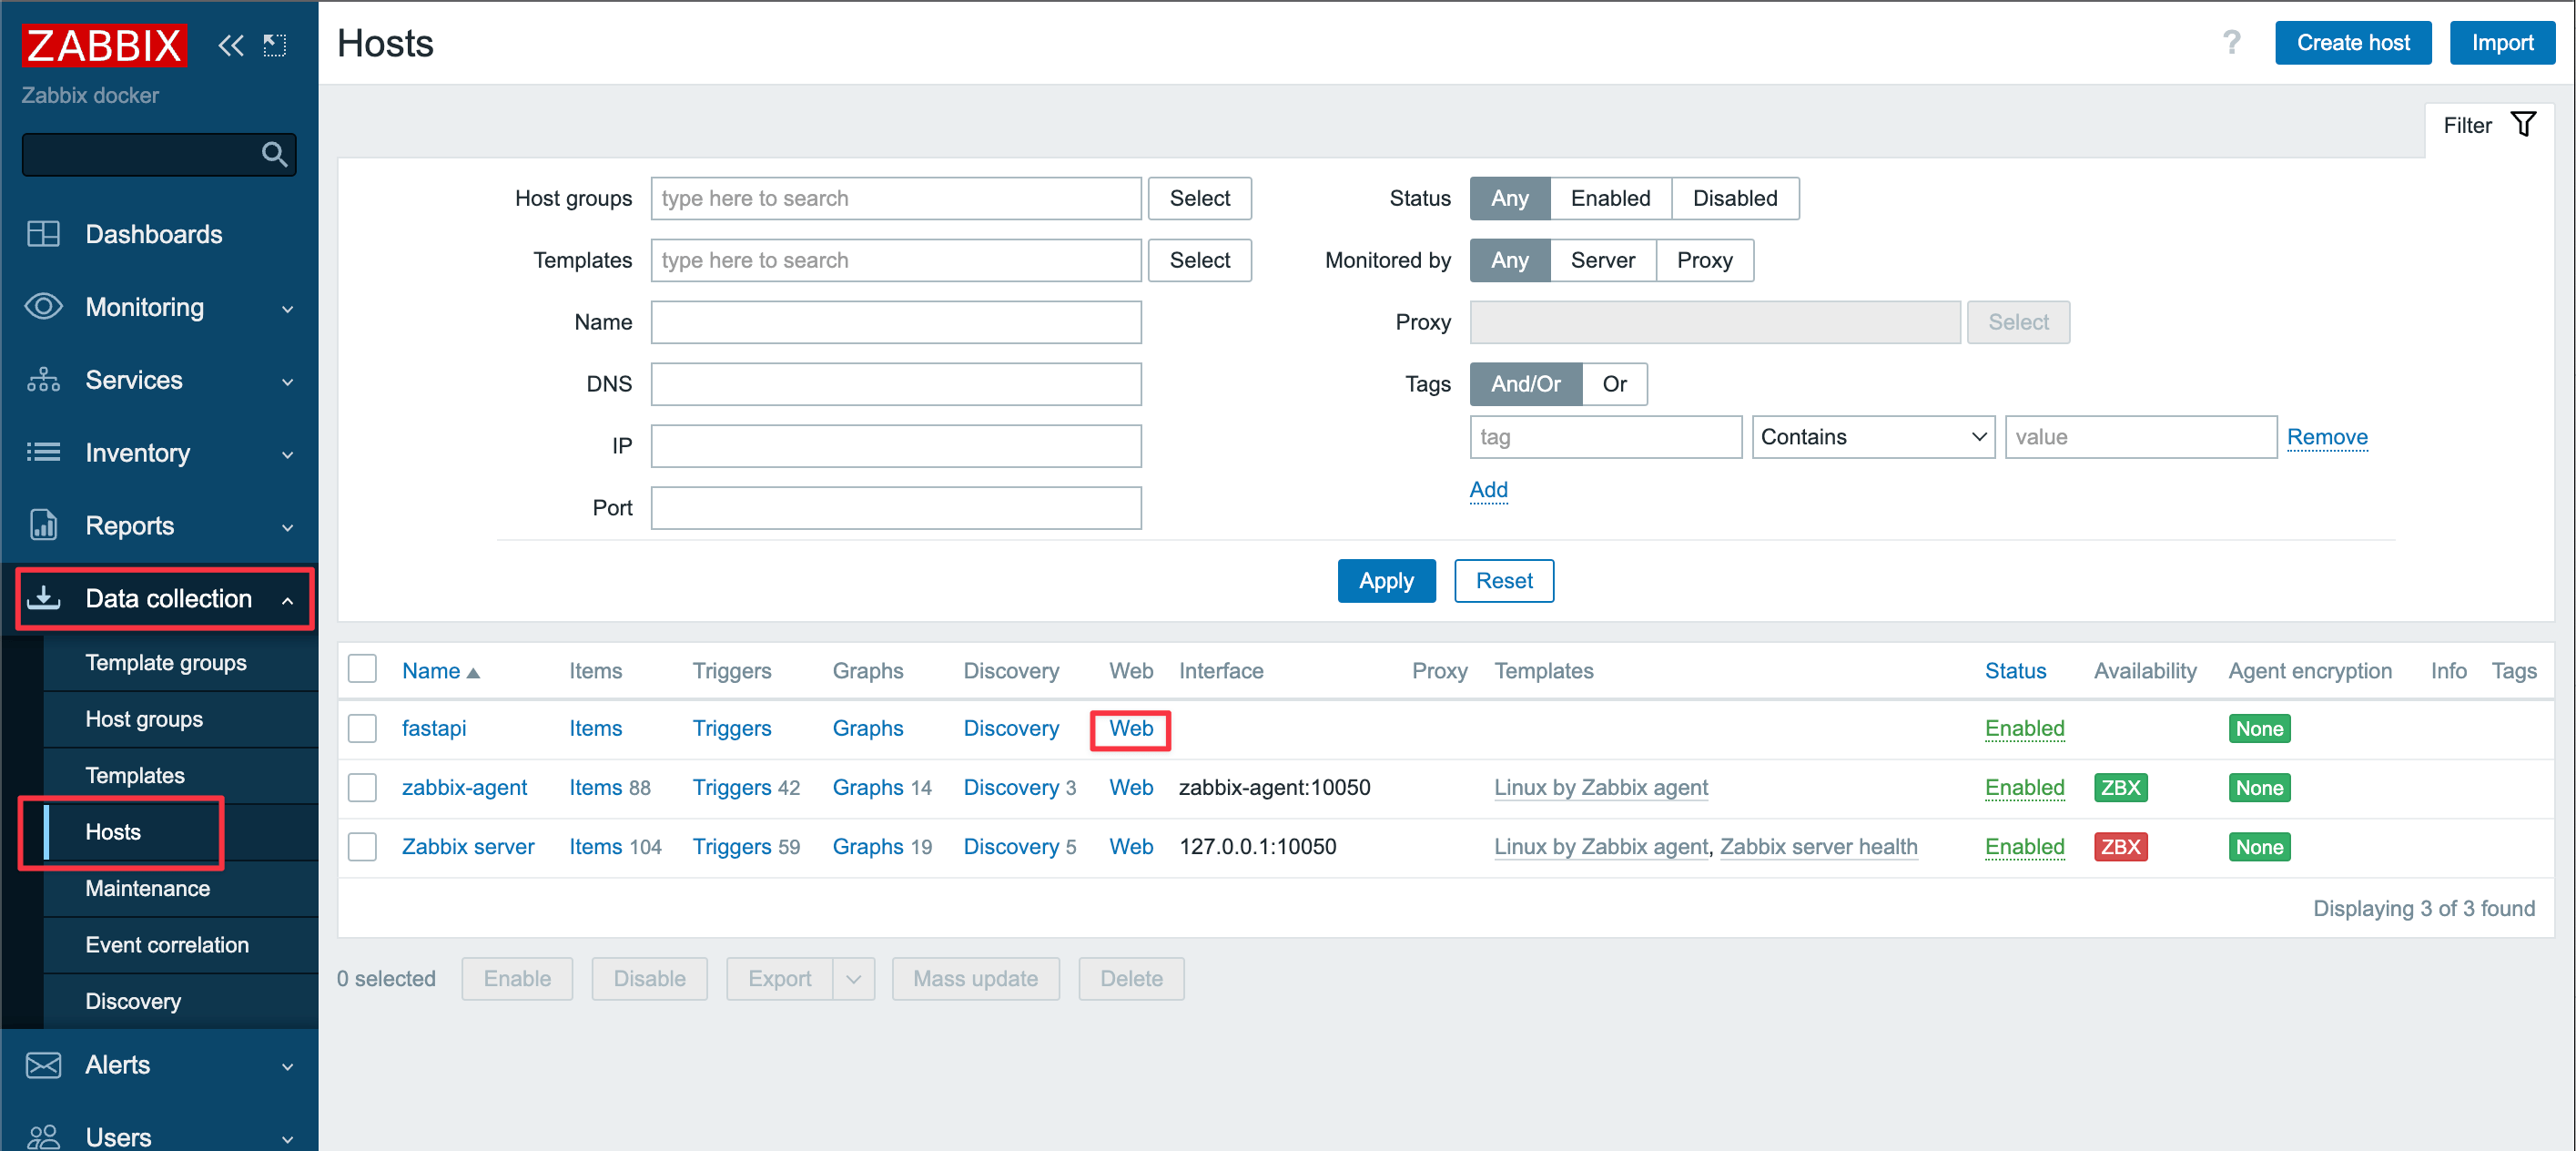 ZABBIX
Zabbix docker
Dashboards
Monitoring
Services
Inventory
Reports
Data collection
Template groups
Host groups
Templates
Hosts
Maintenance
Event correlation
Discovery
Alerts
Users
Hosts
? Create host Import
Filter
Host groups type here to search Select
Templates type here to search Select
Name
DNS
IP
Port
Status Any Enabled Disabled
Monitored by Any Server Proxy
Proxy Select
Tags And/Or Or
tag Contains value Remove
Add
Apply Reset
Name Items Triggers Graphs Discovery Web Interface Proxy Templates Status Availability Agent encryption Info Tags
fastapi Items Triggers Graphs Discovery Web Enabled None
zabbix-agent Items 88 Triggers 42 Graphs 14 Discovery 3 Web zabbix-agent:10050 Linux by Zabbix agent Enabled ZBX None
Zabbix server Items 104 Triggers 59 Graphs 19 Discovery 5 Web 127.0.0.1:10050 Linux by Zabbix agent, Zabbix server health Enabled ZBX None
Displaying 3 of 3 found
0 selected Enable Disable Export Mass update Delete